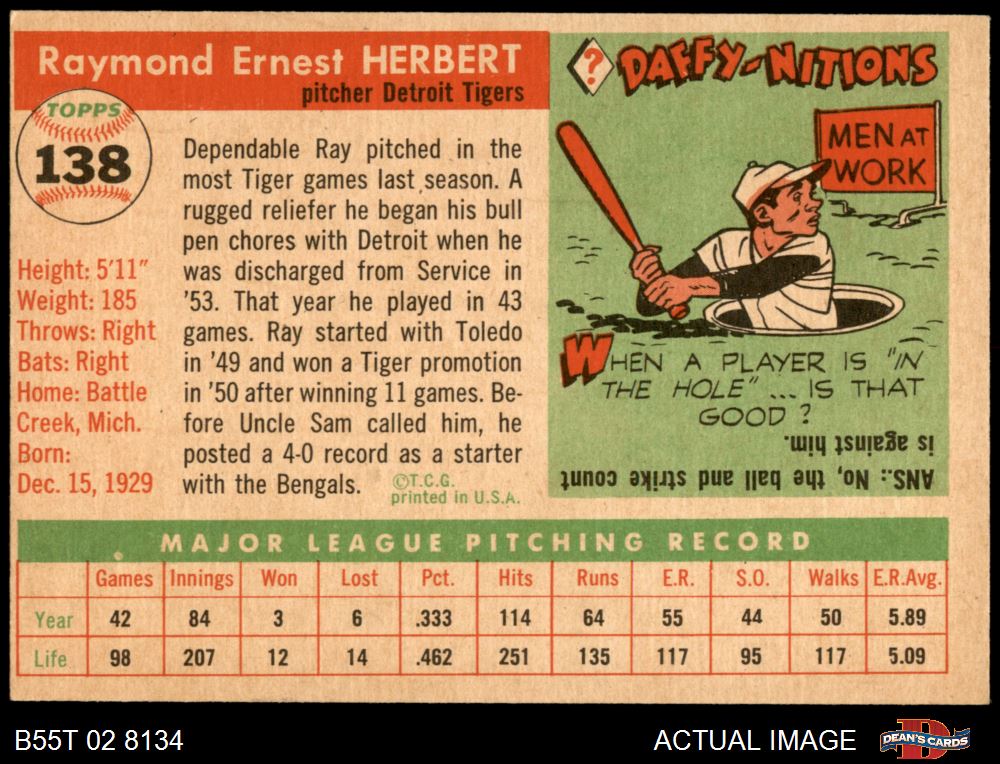 Raymond Ernest HERBERT
pitcher Detroit Tigers
TOPPS
138
Height: 5'11"
Weight: 185
Throws: Right
Bats: Right
Home: Battle
Creek, Mich.
Born:
Dec. 15, 1929
Dependable Ray pitched in the
most Tiger games last season. A
rugged reliefer he began his bull
pen chores with Detroit when he
was discharged from Service in
'53. That year he played in 43
games. Ray started with Toledo
in '49 and won a Tiger promotion
in '50 after winning 11 games. Be-
fore Uncle Sam called him, he
posted a 4-0 record as a starter
with the Bengals.
©T.C.G.
printed in U.S.A.
?
DAFFY-NITIONS
MEN AT
WORK
WHEN A PLAYER IS "IN
THE HOLE" ... IS THAT
GOOD ?
ANS.: No, the ball and strike count
is against him.
MAJOR LEAGUE PITCHING RECORD
Games Innings Won Lost Pct. Hits Runs E.R. S.O. Walks E.R.Avg.
Year 42 84 3 6 .333 114 64 55 44 50 5.89
Life 98 207 12 14 .462 251 135 117 95 117 5.09
B55T 02 8134
ACTUAL IMAGE
D
DEAN'S CARDS